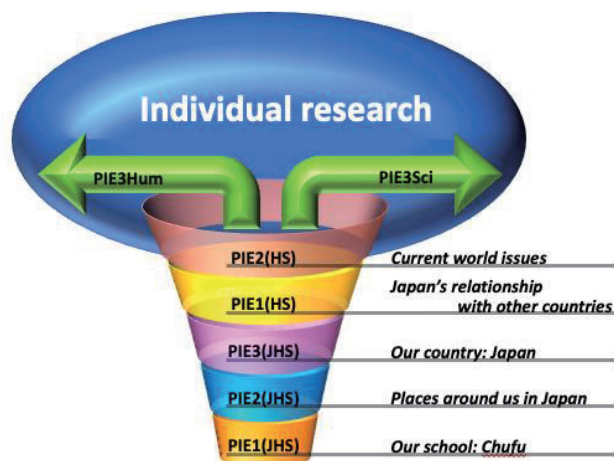 Individual research
PIE3Hum
PIE3Sci
PIE2(HS) Current world issues
PIE1(HS) Japan's relationship
with other countries
PIE3(JHS) Our country: Japan
PIE2(JHS) Places around us in Japan
PIE1(JHS) Our school: Chufu